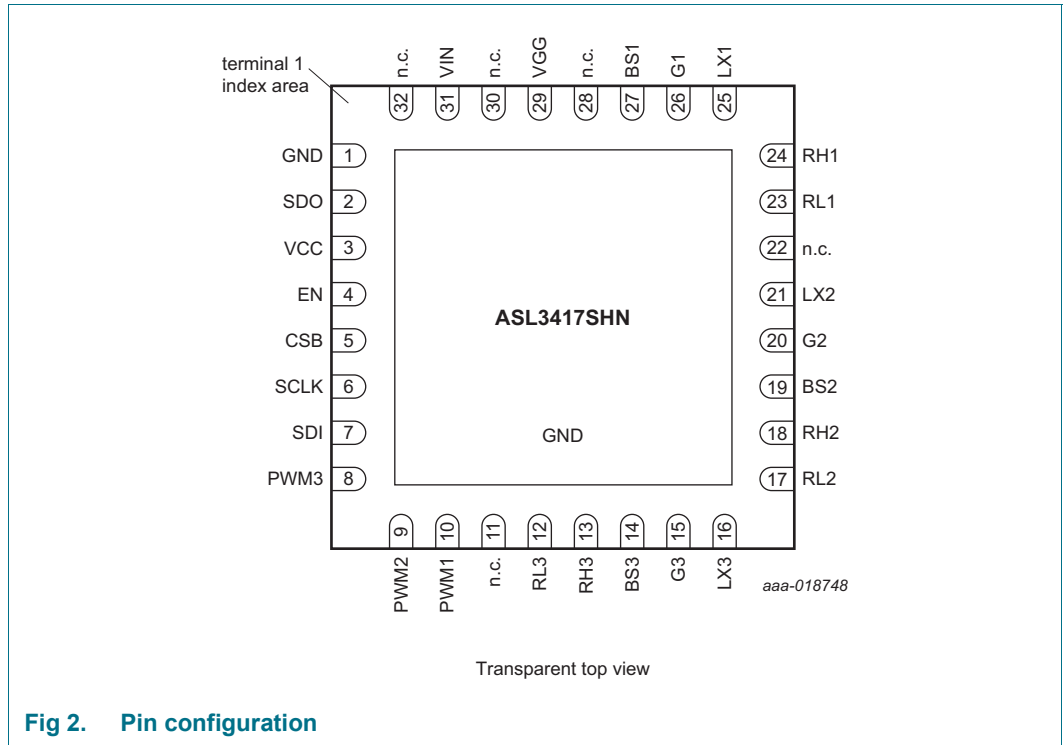 terminal 1
index area
n.c.
VIN
n.c.
VGG
n.c.
BS1
G1
LX1
32
31
30
29
28
27
26
25
GND 1
SDO 2
VCC 3
EN 4
CSB 5
SCLK 6
SDI 7
PWM3 8
24 RH1
23 RL1
22 n.c.
21 LX2
20 G2
19 BS2
18 RH2
17 RL2
ASL3417SHN
GND
9
10
11
12
13
14
15
16
PWM2
PWM1
n.c.
RL3
RH3
BS3
G3
LX3
aaa-018748
Transparent top view
Fig 2. Pin configuration